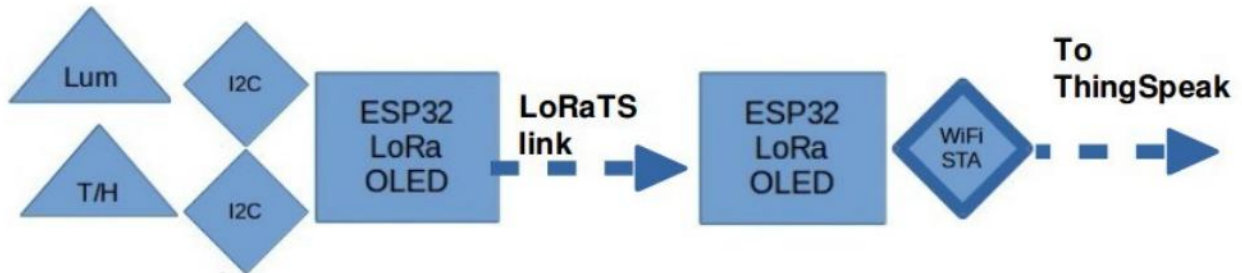 Lum
I2C
T/H
I2C
ESP32
LoRa
OLED
LoRaTS
link
ESP32
LoRa
OLED
WiFi
STA
To
ThingSpeak